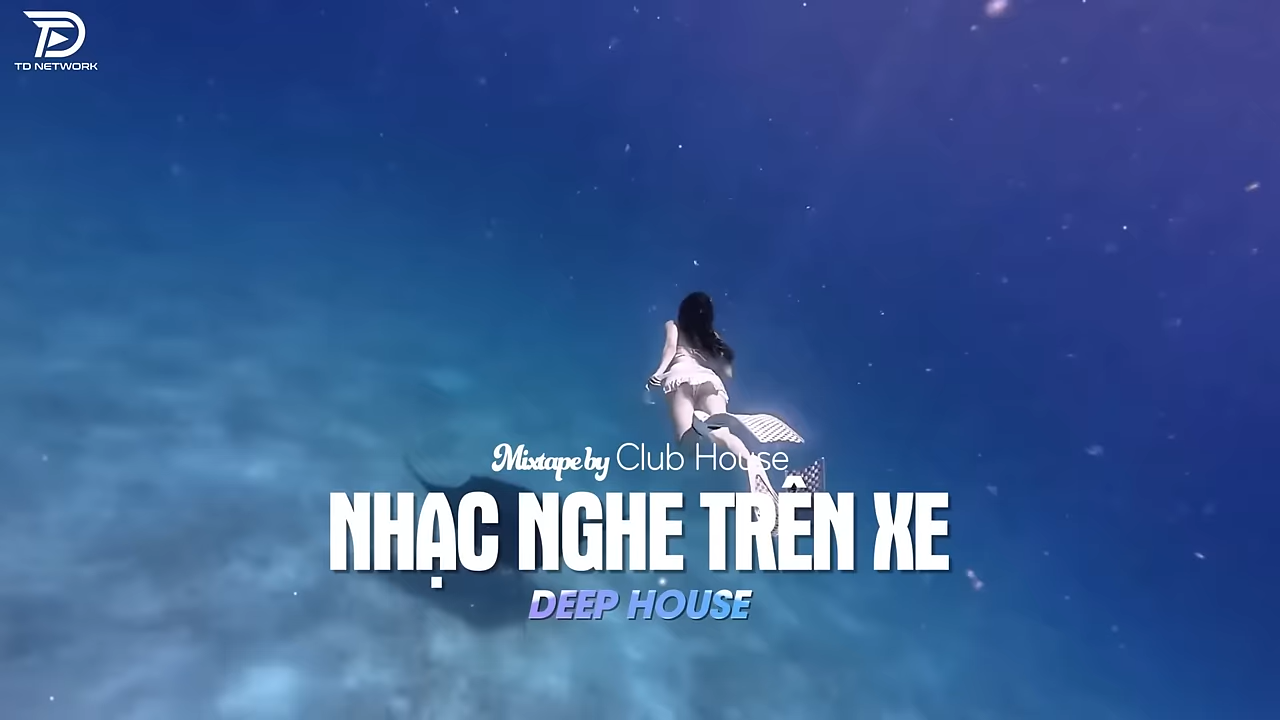 TD NETWORK
Mixtape by Club House
NHẠC NGHE TRÊN XE
DEEP HOUSE